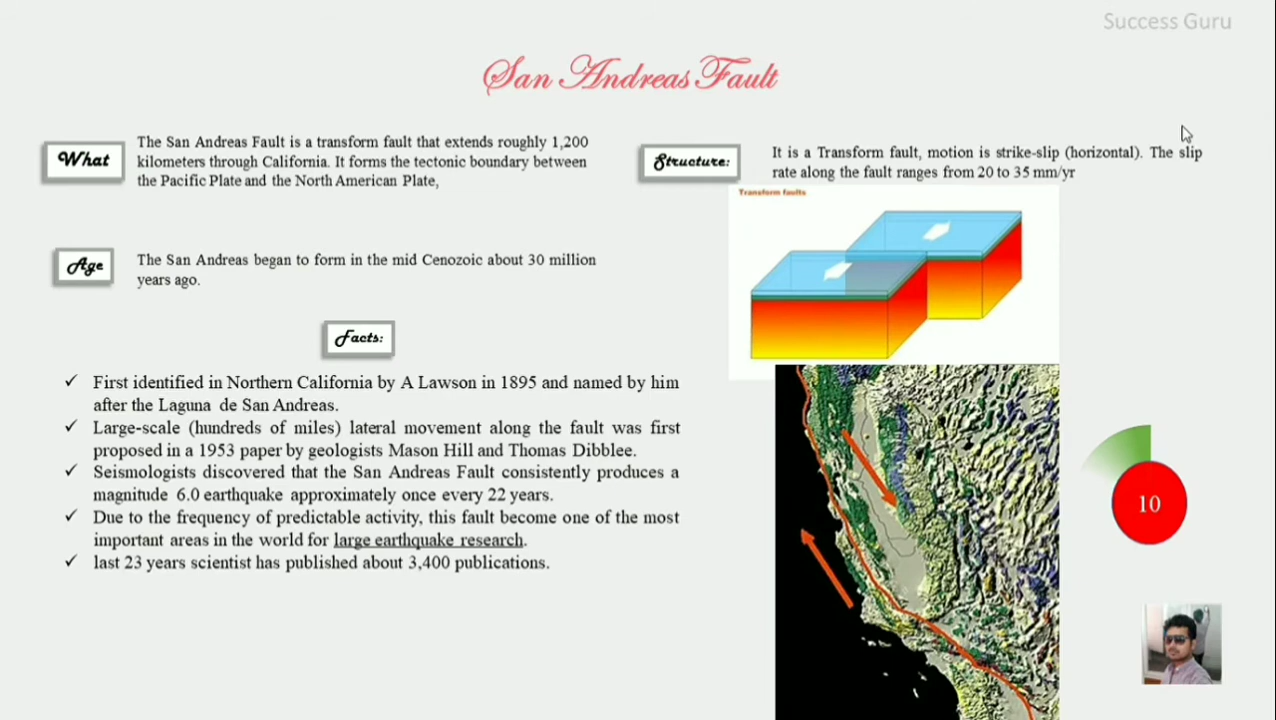 Success Guru
San Andreas Fault
What
The San Andreas Fault is a transform fault that extends roughly 1,200
kilometers through California. It forms the tectonic boundary between
the Pacific Plate and the North American Plate,
Age
The San Andreas began to form in the mid Cenozoic about 30 million
years ago.
Facts:
✓ First identified in Northern California by A Lawson in 1895 and named by him
after the Laguna de San Andreas.
✓ Large-scale (hundreds of miles) lateral movement along the fault was first
proposed in a 1953 paper by geologists Mason Hill and Thomas Dibblee.
✓ Seismologists discovered that the San Andreas Fault consistently produces a
magnitude 6.0 earthquake approximately once every 22 years.
✓ Due to the frequency of predictable activity, this fault become one of the most
important areas in the world for large earthquake research.
✓ last 23 years scientist has published about 3,400 publications.
Structure:
It is a Transform fault, motion is strike-slip (horizontal). The slip
rate along the fault ranges from 20 to 35 mm/yr
Transform faults
10